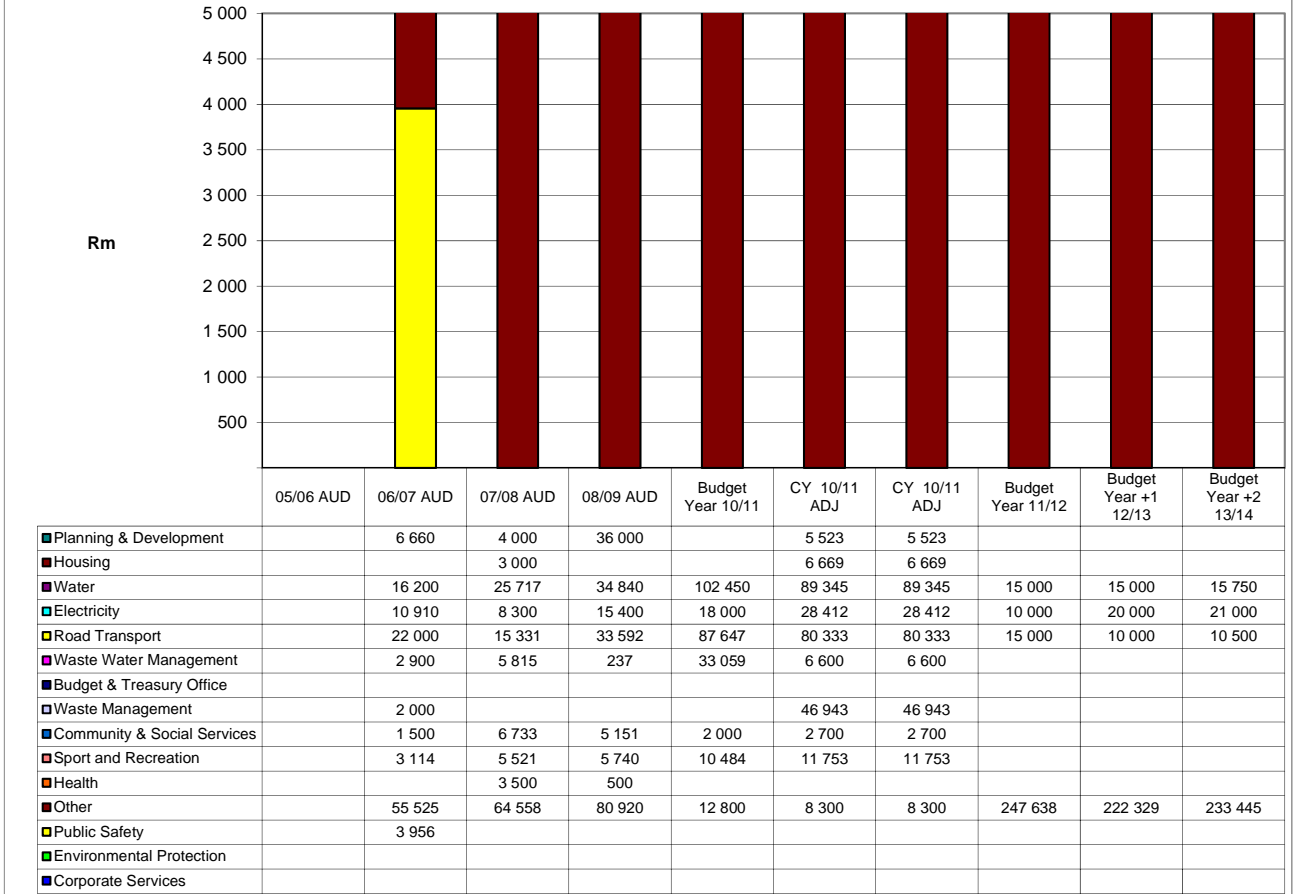 5 000
4 500
4 000
3 500
3 000
2 500
Rm
2 000
1 500
1 000
500
05/06 AUD 06/07 AUD 07/08 AUD 08/09 AUD Budget Year 10/11 CY 10/11 ADJ CY 10/11 ADJ Budget Year 11/12 Budget Year +1 12/13 Budget Year +2 13/14
Planning & Development 6 660 4 000 36 000 5 523 5 523
Housing 3 000 6 669 6 669
Water 16 200 25 717 34 840 102 450 89 345 89 345 15 000 15 000 15 750
Electricity 10 910 8 300 15 400 18 000 28 412 28 412 10 000 20 000 21 000
Road Transport 22 000 15 331 33 592 87 647 80 333 80 333 15 000 10 000 10 500
Waste Water Management 2 900 5 815 237 33 059 6 600 6 600
Budget & Treasury Office
Waste Management 2 000 46 943 46 943
Community & Social Services 1 500 6 733 5 151 2 000 2 700 2 700
Sport and Recreation 3 114 5 521 5 740 10 484 11 753 11 753
Health 3 500 500
Other 55 525 64 558 80 920 12 800 8 300 8 300 247 638 222 329 233 445
Public Safety 3 956
Environmental Protection
Corporate Services